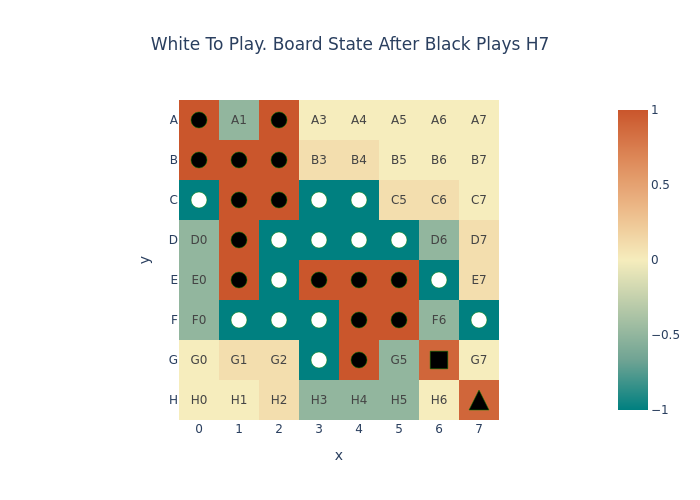 White To Play. Board State After Black Plays H7
A A1 A3 A4 A5 A6 A7
B B3 B4 B5 B6 B7
C C5 C6 C7
D D0 D6 D7
E E0 E7
F F0 F6
G G0 G1 G2 G5 G7
H H0 H1 H2 H3 H4 H5 H6
0 1 2 3 4 5 6 7
x
y
1
0.5
0
−0.5
−1